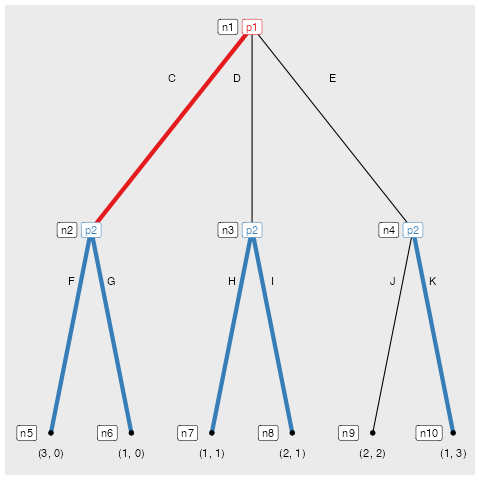 n1 p1
C D E
n2 p2 n3 p2 n4 p2
F G H I J K
n5 n6 n7 n8 n9 n10
(3, 0) (1, 0) (1, 1) (2, 1) (2, 2) (1, 3)